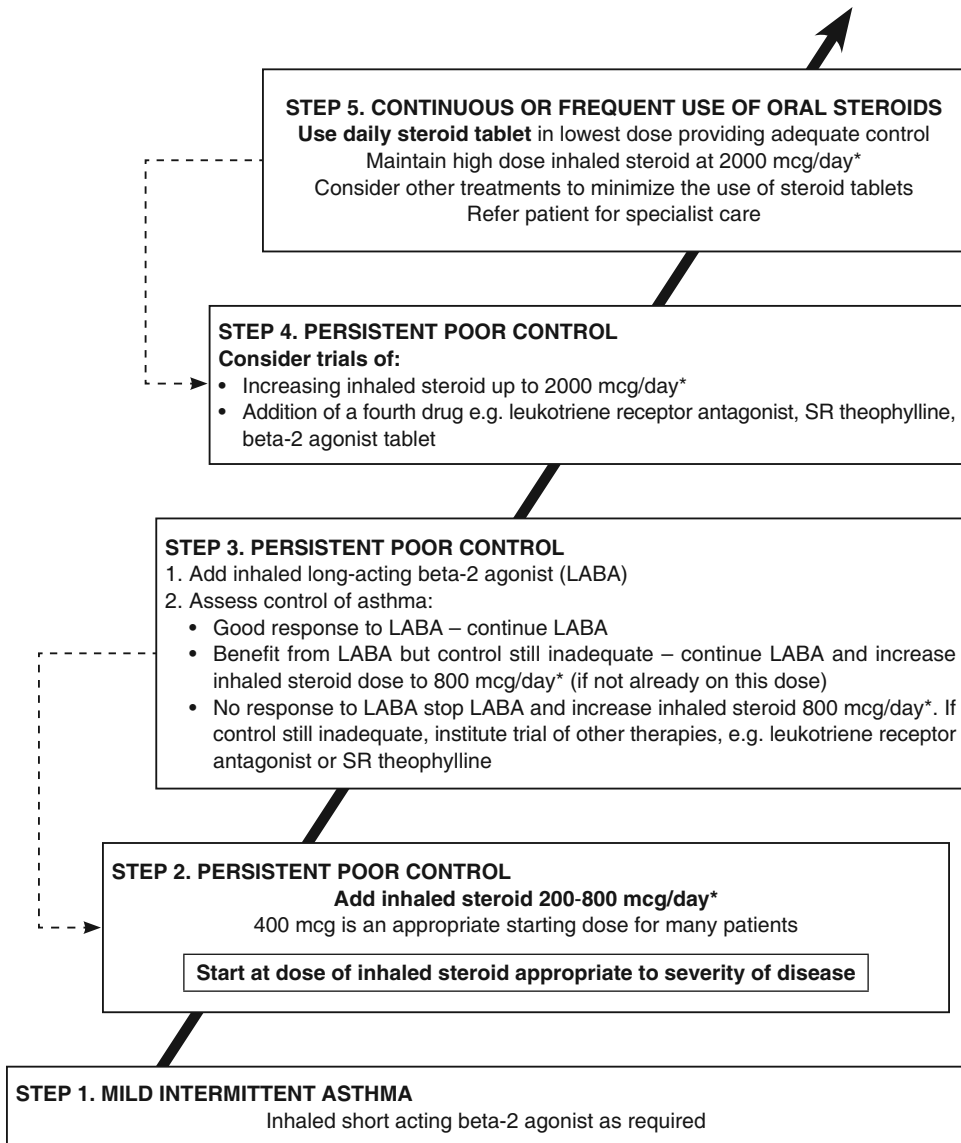 STEP 5. CONTINUOUS OR FREQUENT USE OF ORAL STEROIDS
Use daily steroid tablet in lowest dose providing adequate control
Maintain high dose inhaled steroid at 2000 mcg/day*
Consider other treatments to minimize the use of steroid tablets
Refer patient for specialist care
STEP 4. PERSISTENT POOR CONTROL
Consider trials of:
• Increasing inhaled steroid up to 2000 mcg/day*
• Addition of a fourth drug e.g. leukotriene receptor antagonist, SR theophylline,
beta-2 agonist tablet
STEP 3. PERSISTENT POOR CONTROL
1. Add inhaled long-acting beta-2 agonist (LABA)
2. Assess control of asthma:
• Good response to LABA – continue LABA
• Benefit from LABA but control still inadequate – continue LABA and increase
inhaled steroid dose to 800 mcg/day* (if not already on this dose)
• No response to LABA stop LABA and increase inhaled steroid 800 mcg/day*. If
control still inadequate, institute trial of other therapies, e.g. leukotriene receptor
antagonist or SR theophylline
STEP 2. PERSISTENT POOR CONTROL
Add inhaled steroid 200-800 mcg/day*
400 mcg is an appropriate starting dose for many patients
Start at dose of inhaled steroid appropriate to severity of disease
STEP 1. MILD INTERMITTENT ASTHMA
Inhaled short acting beta-2 agonist as required